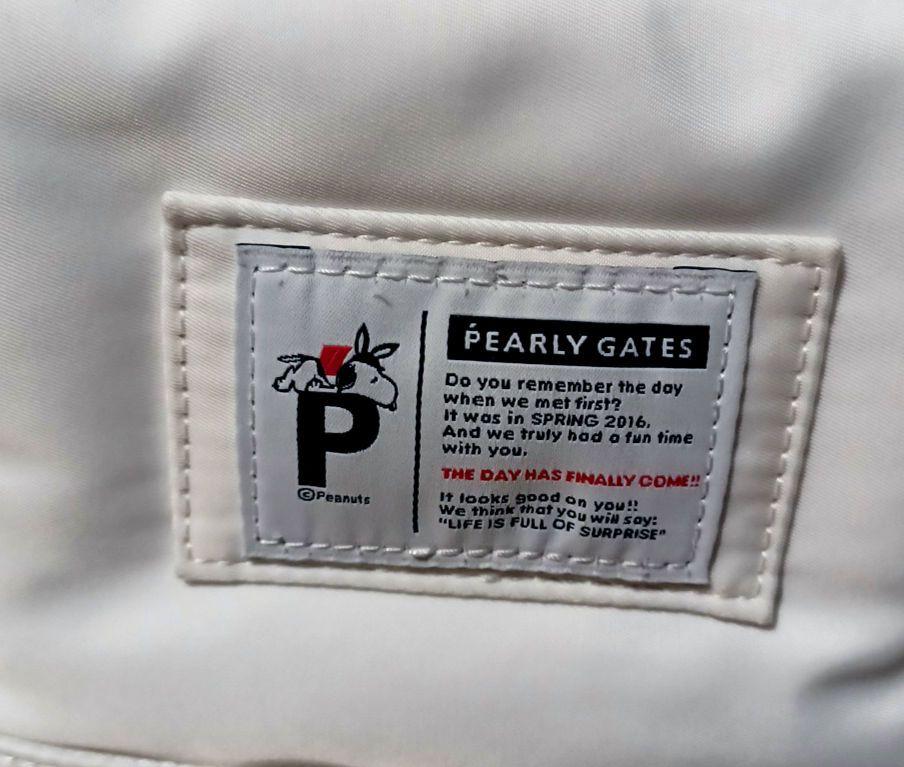 P
©Peanuts
ṔEARLY GATES
Do you remember the day
when we met first?
It was in SPRING 2016.
And we truly had a fun time
with you.
THE DAY HAS FINALLY COME!!
It looks good on you!!
We think that you will say:
"LIFE IS FULL OF SURPRISE"